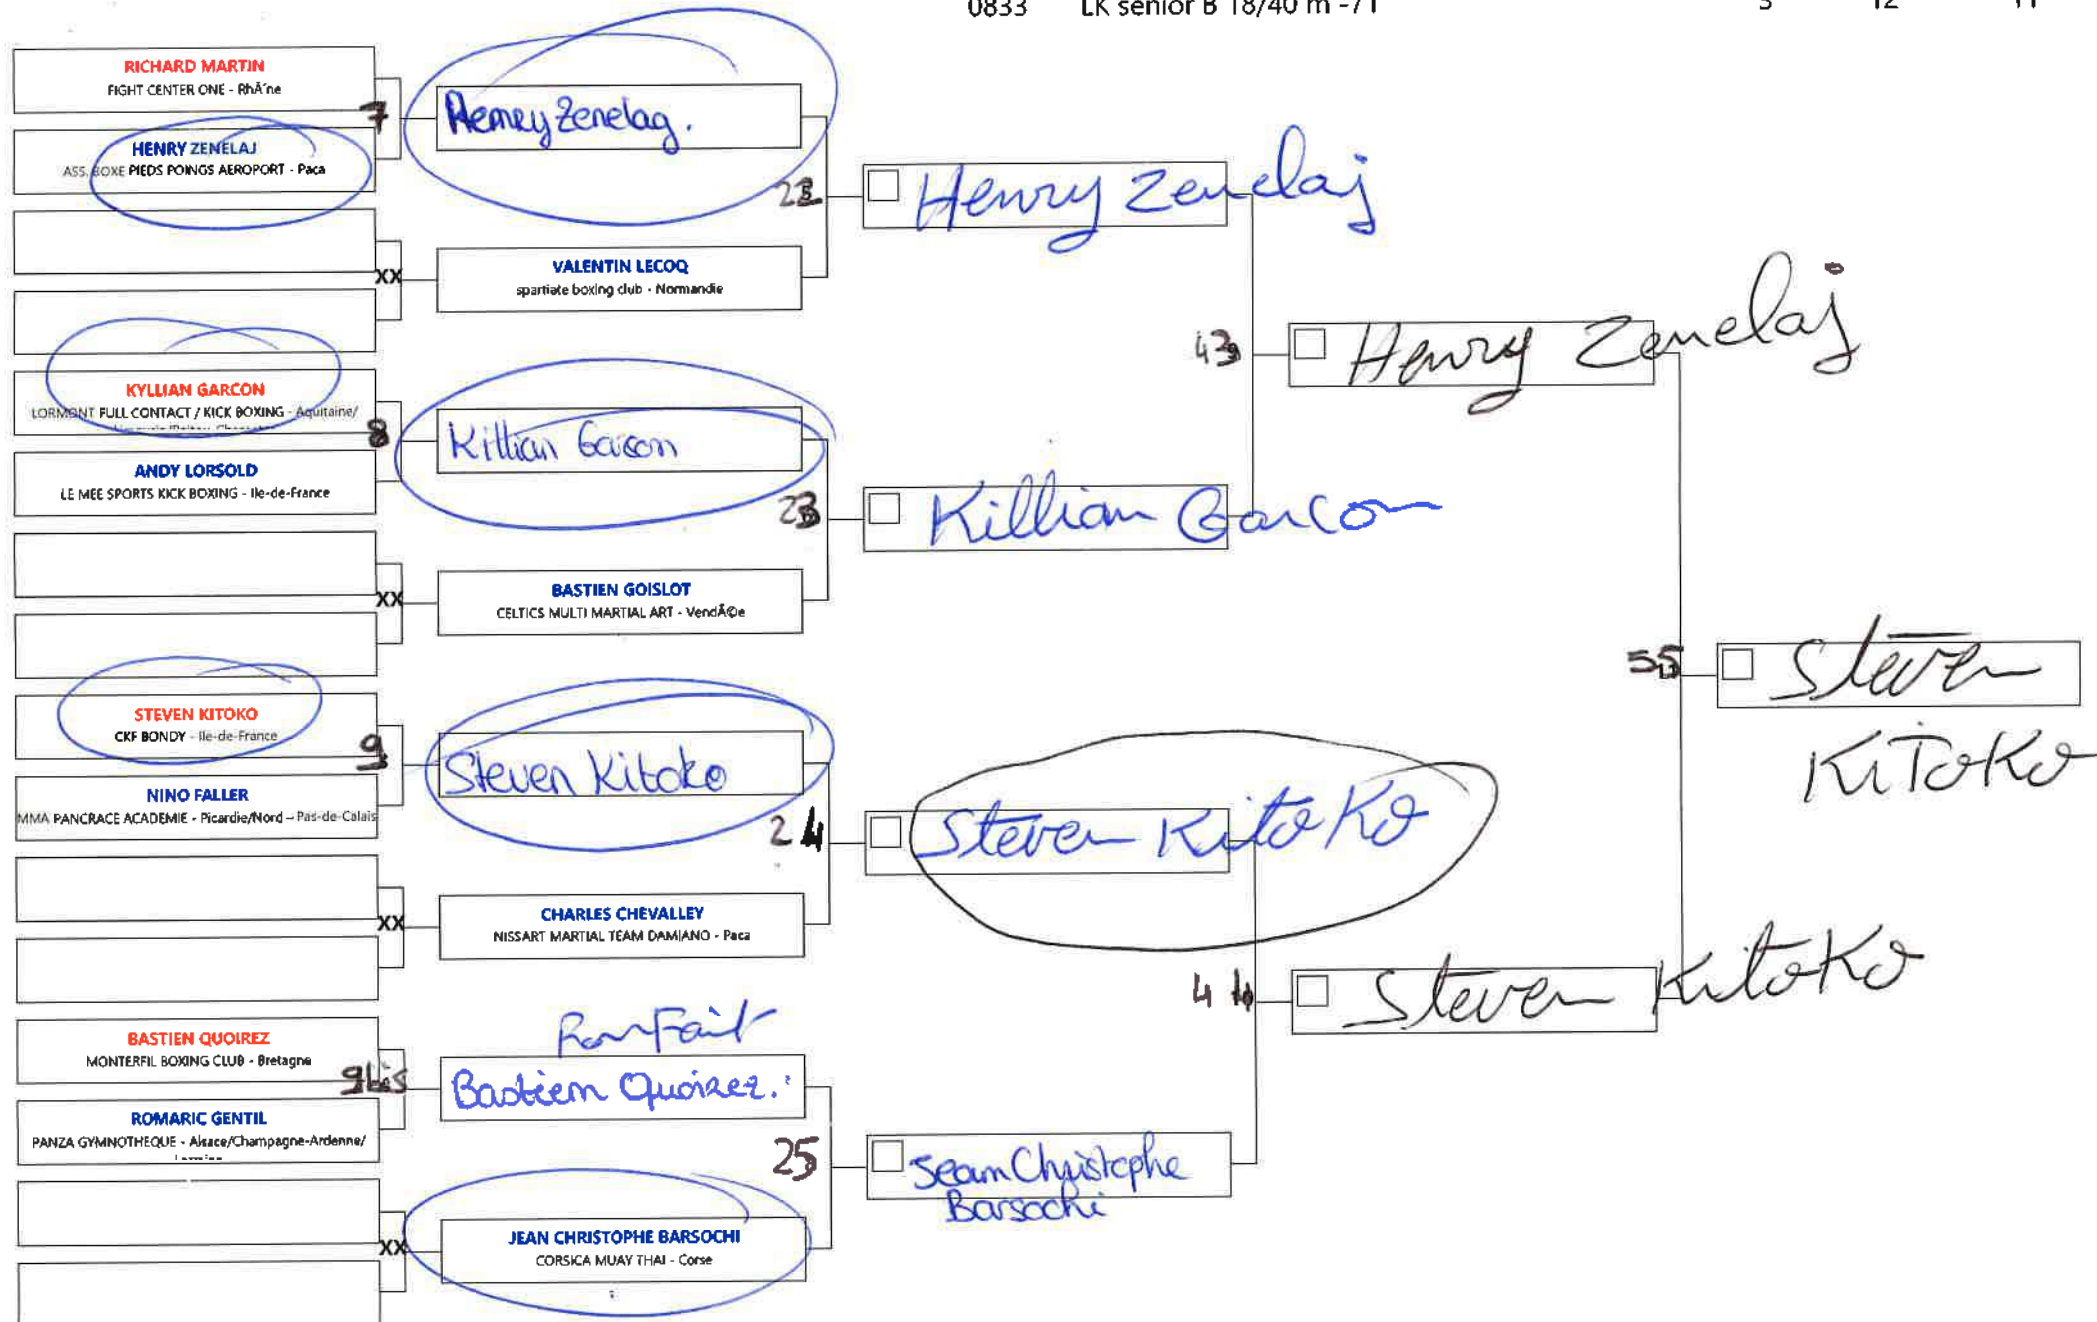 0833 LK senior B 18/40 m -71 12 11
RICHARD MARTIN
FIGHT CENTER ONE - RhÃ´ne
7
HENRY ZENELAJ
ASS. BOXE PIEDS POINGS AEROPORT - Paca
Henry Zenelag.
22
XX
VALENTIN LECOQ
spartiate boxing club - Normandie
Henry Zenelaj
KYLLIAN GARCON
LORMONT FULL CONTACT / KICK BOXING - Aquitaine/
8
ANDY LORSOLD
LE MEE SPORTS KICK BOXING - Ile-de-France
Killian Garcon
23
XX
BASTIEN GOISLOT
CELTICS MULTI MARTIAL ART - VendÃ©e
Killian Garcon
43
Henry Zenelaj
STEVEN KITOKO
CKF BONDY - Ile-de-France
9
NINO FALLER
MMA PANCRACE ACADEMIE - Picardie/Nord – Pas-de-Calais
Steven Kitoko
24
XX
CHARLES CHEVALLEY
NISSART MARTIAL TEAM DAMIANO - Paca
Steven Kitoko
55
Steven
Kitoko
BASTIEN QUOIREZ
MONTERFIL BOXING CLUB - Bretagne
9bis
ROMARIC GENTIL
PANZA GYMNOTHEQUE - Alsace/Champagne-Ardenne/
ForFait
Bastien Quoirez.
25
XX
JEAN CHRISTOPHE BARSOCHI
CORSICA MUAY THAI - Corse
Jean Christophe
Barsochi
44
Steven Kitoko